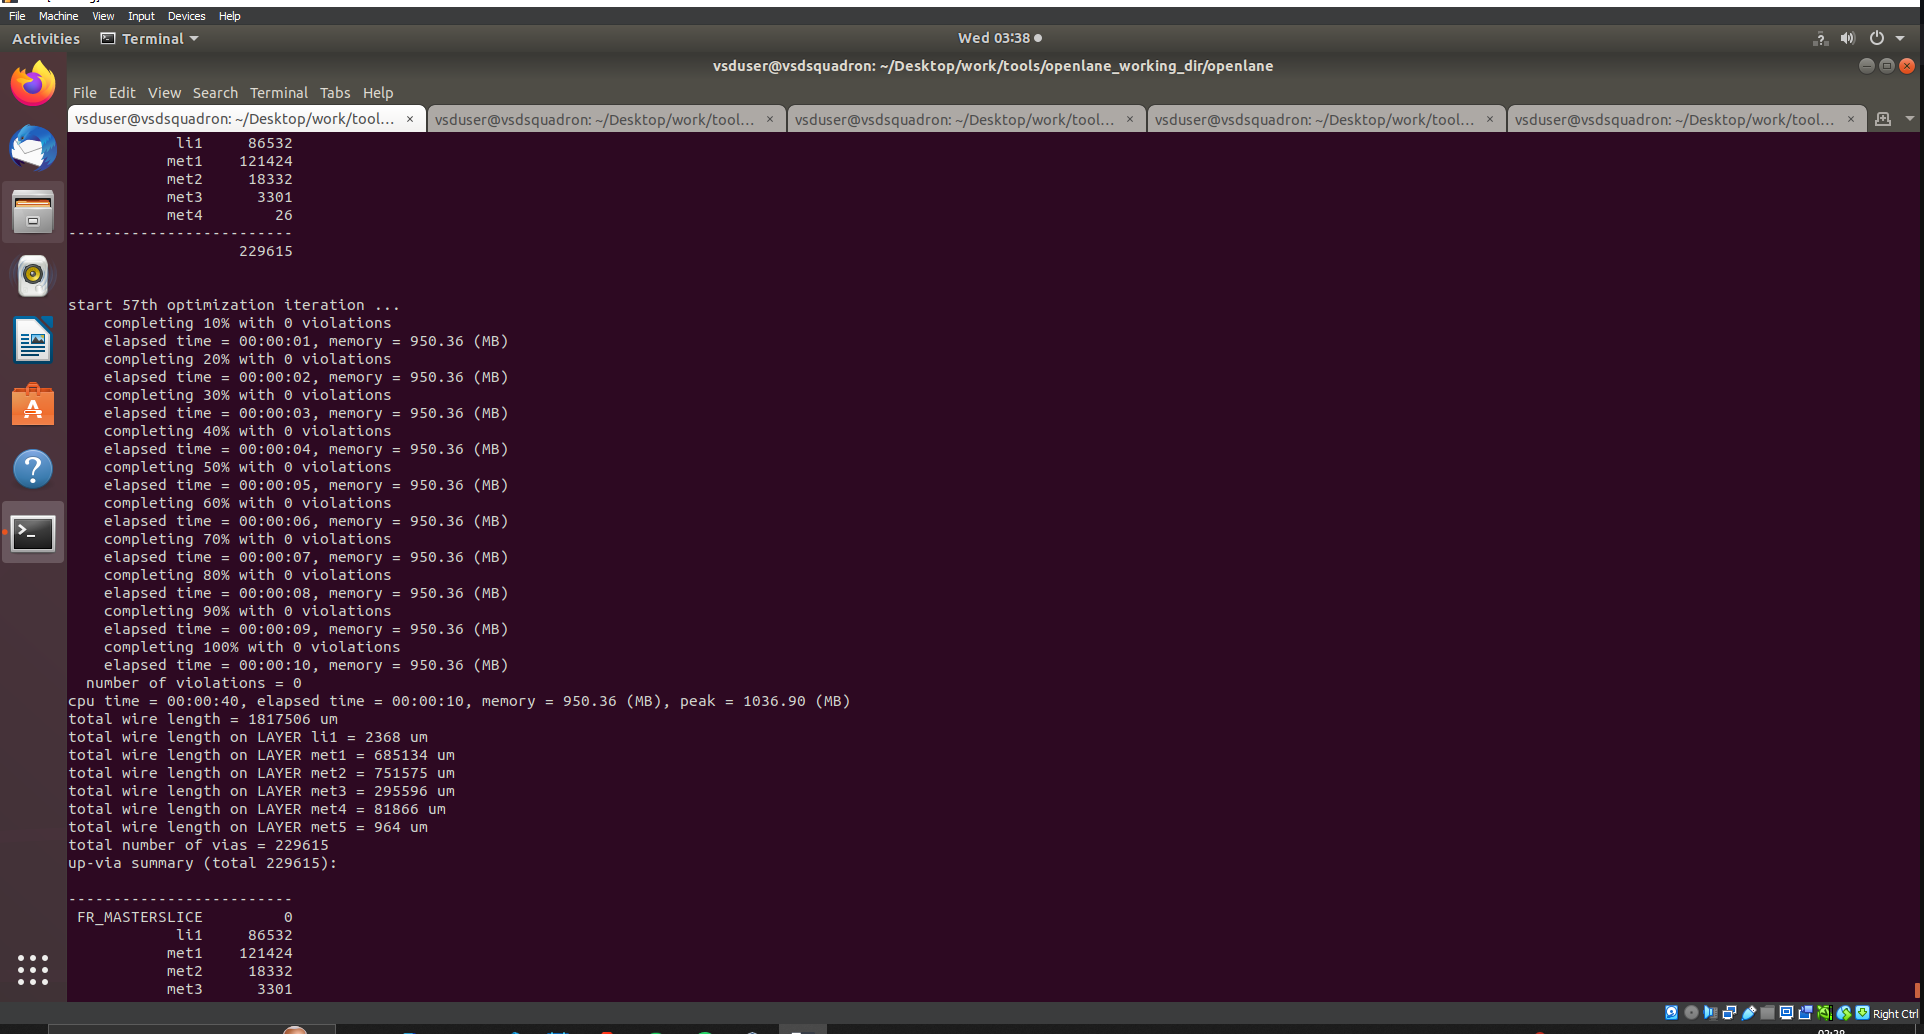 File Machine View Input Devices Help
Activities Terminal Wed 03:38
vsduser@vsdsquadron: ~/Desktop/work/tools/openlane_working_dir/openlane
File Edit View Search Terminal Tabs Help
vsduser@vsdsquadron: ~/Desktop/work/tool... × vsduser@vsdsquadron: ~/Desktop/work/tool... × vsduser@vsdsquadron: ~/Desktop/work/tool... × vsduser@vsdsquadron: ~/Desktop/work/tool... × vsduser@vsdsquadron: ~/Desktop/work/tool... ×
li1 86532
met1 121424
met2 18332
met3 3301
met4 26
-------------------------
229615
start 57th optimization iteration ...
completing 10% with 0 violations
elapsed time = 00:00:01, memory = 950.36 (MB)
completing 20% with 0 violations
elapsed time = 00:00:02, memory = 950.36 (MB)
completing 30% with 0 violations
elapsed time = 00:00:03, memory = 950.36 (MB)
completing 40% with 0 violations
elapsed time = 00:00:04, memory = 950.36 (MB)
completing 50% with 0 violations
elapsed time = 00:00:05, memory = 950.36 (MB)
completing 60% with 0 violations
elapsed time = 00:00:06, memory = 950.36 (MB)
completing 70% with 0 violations
elapsed time = 00:00:07, memory = 950.36 (MB)
completing 80% with 0 violations
elapsed time = 00:00:08, memory = 950.36 (MB)
completing 90% with 0 violations
elapsed time = 00:00:09, memory = 950.36 (MB)
completing 100% with 0 violations
elapsed time = 00:00:10, memory = 950.36 (MB)
number of violations = 0
cpu time = 00:00:40, elapsed time = 00:00:10, memory = 950.36 (MB), peak = 1036.90 (MB)
total wire length = 1817506 um
total wire length on LAYER li1 = 2368 um
total wire length on LAYER met1 = 685134 um
total wire length on LAYER met2 = 751575 um
total wire length on LAYER met3 = 295596 um
total wire length on LAYER met4 = 81866 um
total wire length on LAYER met5 = 964 um
total number of vias = 229615
up-via summary (total 229615):
-------------------------
FR_MASTERSLICE 0
li1 86532
met1 121424
met2 18332
met3 3301
Right Ctrl